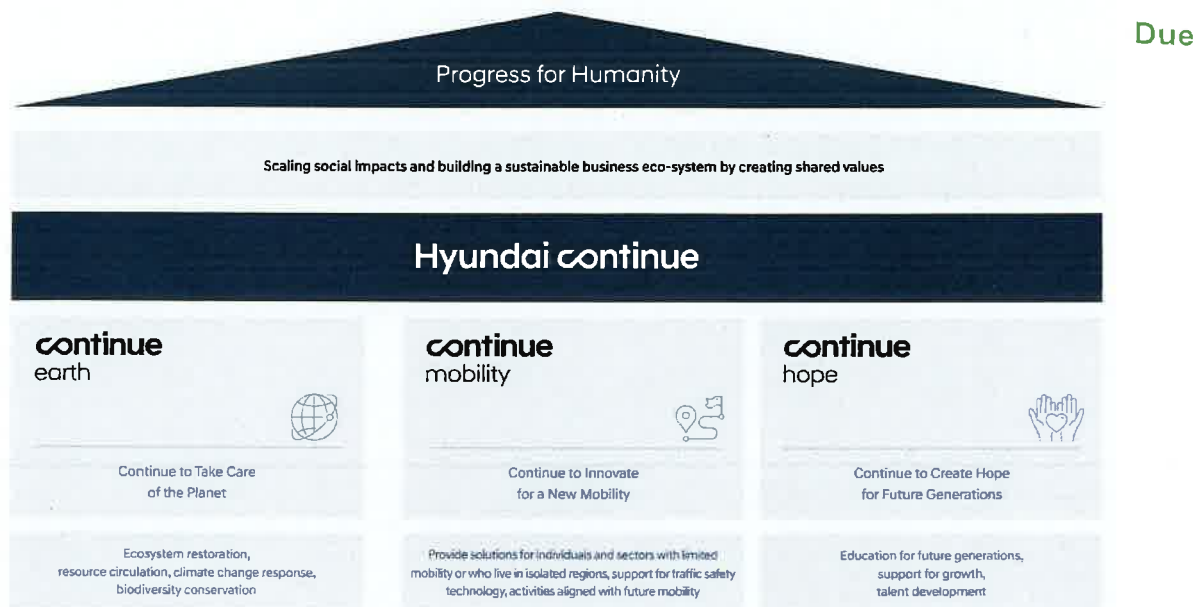 Due
Progress for Humanity
Scaling social impacts and building a sustainable business eco-system by creating shared values
Hyundai continue
continue
earth
Continue to Take Care
of the Planet
Ecosystem restoration,
resource circulation, climate change response,
biodiversity conservation
continue
mobility
Continue to Innovate
for a New Mobility
Provide solutions for individuals and sectors with limited
mobility or who live in isolated regions, support for traffic safety
technology, activities aligned with future mobility
continue
hope
Continue to Create Hope
for Future Generations
Education for future generations,
support for growth,
talent development